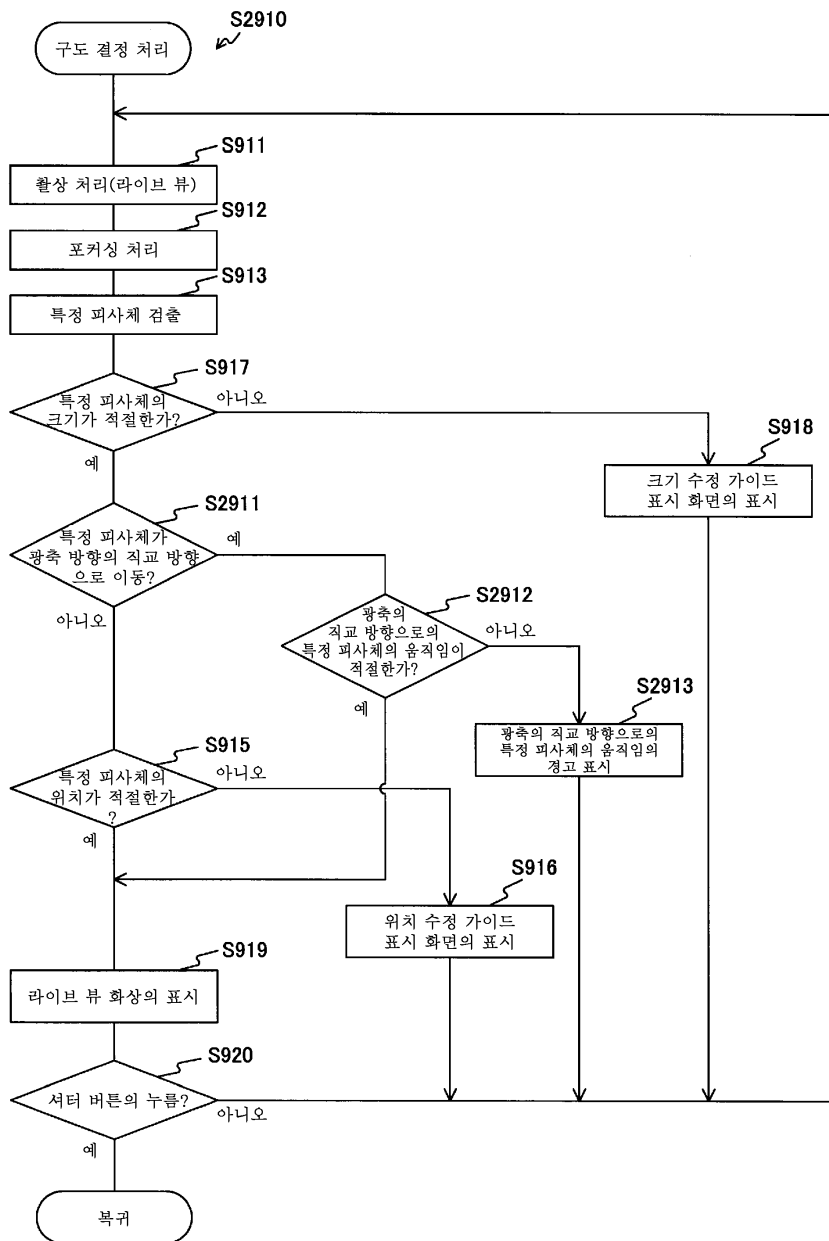 S2910
구도 결정 처리
S911
촬상 처리(라이브 뷰)
S912
포커싱 처리
S913
특정 피사체 검출
S917
특정 피사체의
크기가 적절한가?
아니오
예
S918
크기 수정 가이드
표시 화면의 표시
S2911
특정 피사체가
광축 방향의 직교 방향
으로 이동?
예
아니오
S2912
광축의
직교 방향으로의
특정 피사체의 움직임이
적절한가?
아니오
예
S2913
광축의 직교 방향으로의
특정 피사체의 움직임의
경고 표시
S915
특정 피사체의
위치가 적절한가
?
아니오
예
S916
위치 수정 가이드
표시 화면의 표시
S919
라이브 뷰 화상의 표시
S920
셔터 버튼의 누름?
아니오
예
복귀